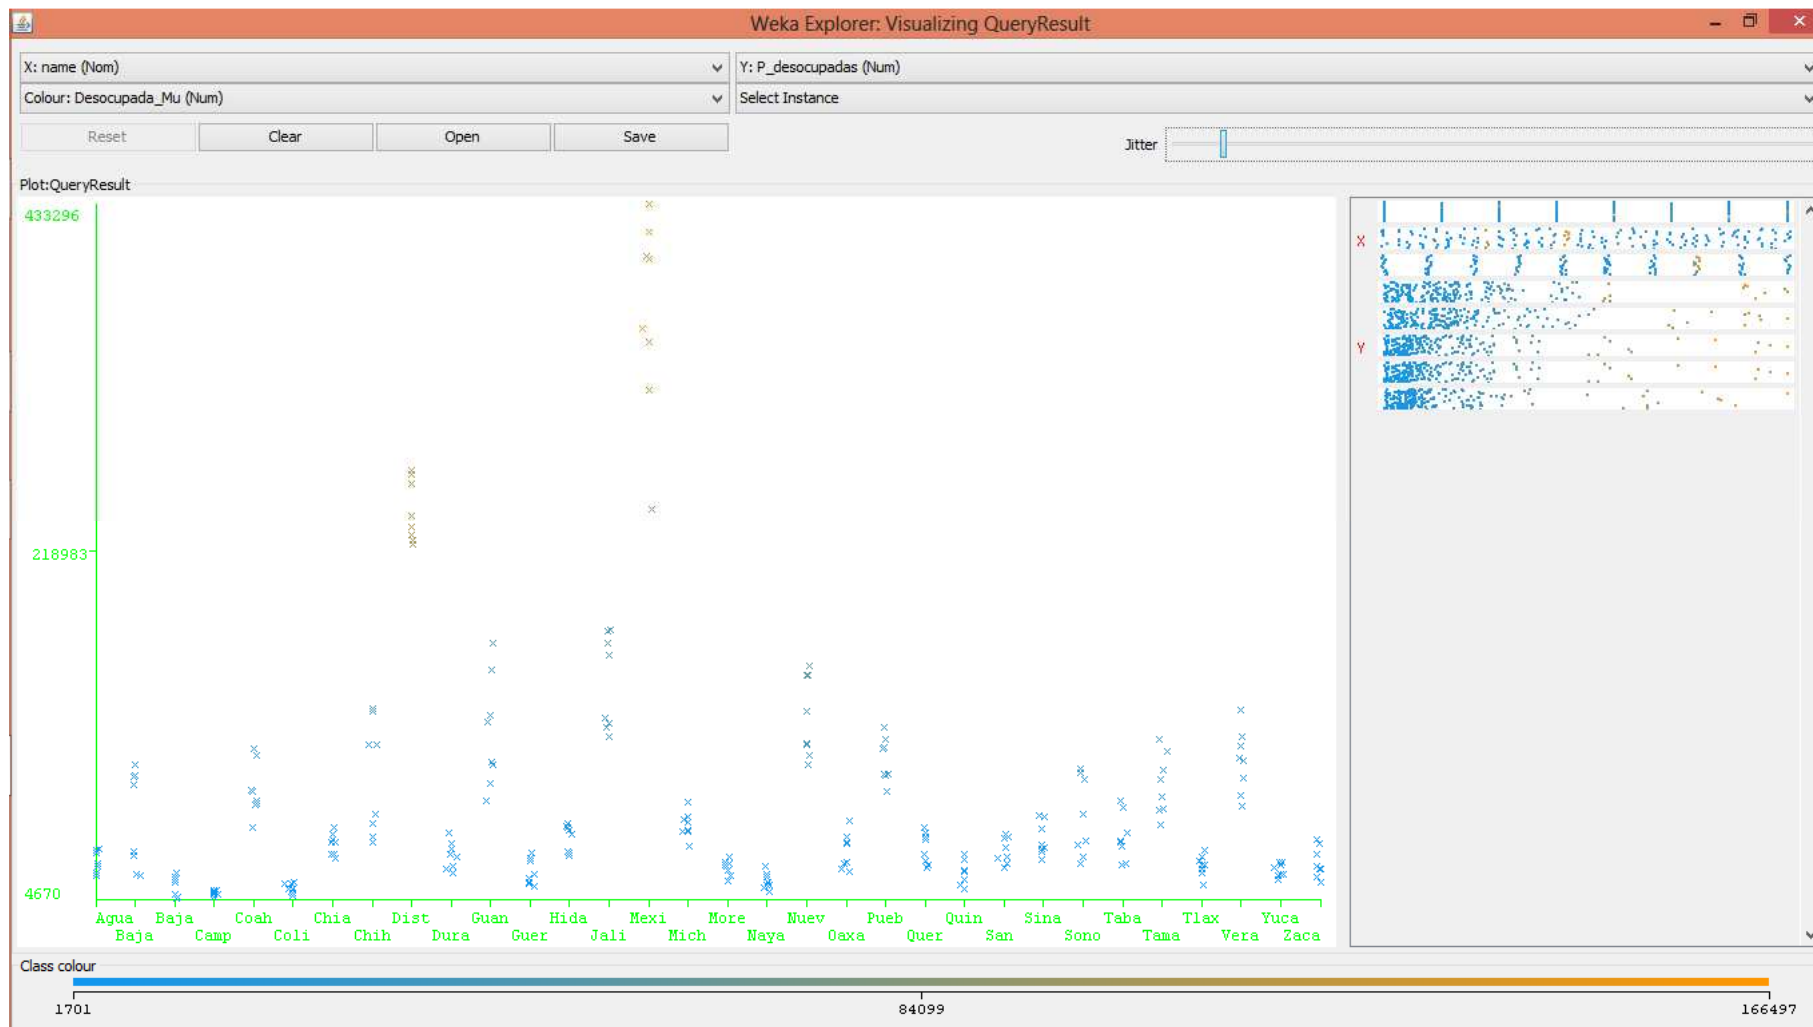 Weka Explorer: Visualizing QueryResult
X: name (Nom) Y: P_desocupadas (Num)
Colour: Desocupada_Mu (Num) Select Instance
Reset Clear Open Save Jitter
Plot:QueryResult
433296
X
Y
218983
4670
Agua Baja Coah Chia Dist Guan Hida Mexi More Nuev Pueb Quin Sina Taba Tlax Yuca
Baja Camp Coli Chih Dura Guer Jali Mich Naya Oaxa Quer San Sono Tama Vera Zaca
Class colour
1701 84099 166497